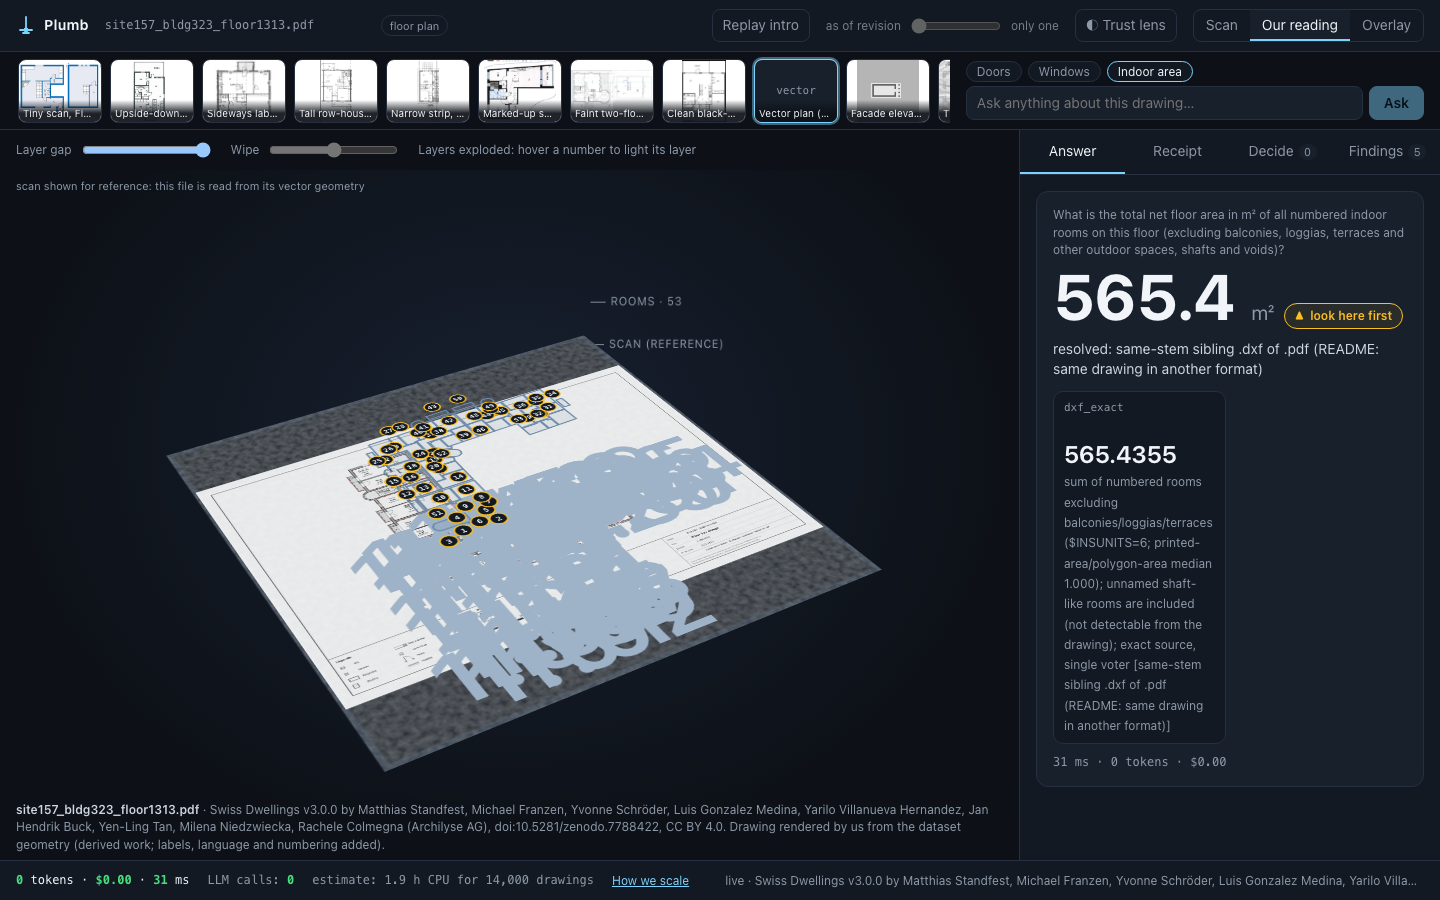 Plumb
site157_bldg323_floor1313.pdf
floor plan
Replay intro
as of revision
only one
Trust lens
Scan
Our reading
Overlay
Tiny scan, Fl...
Upside-down...
Sideways lab...
Tall row-hous...
Narrow strip, ...
Marked-up s...
Faint two-flo...
Clean black-...
vector
Vector plan (...
Facade eleva...
Doors
Windows
Indoor area
Ask anything about this drawing...
Ask
Layer gap
Wipe
Layers exploded: hover a number to light its layer
scan shown for reference: this file is read from its vector geometry
ROOMS · 53
SCAN (REFERENCE)
Answer
Receipt
Decide 0
Findings 5
What is the total net floor area in m² of all numbered indoor
rooms on this floor (excluding balconies, loggias, terraces and
other outdoor spaces, shafts and voids)?
565.4 m²
look here first
resolved: same-stem sibling .dxf of .pdf (README:
same drawing in another format)
dxf_exact
565.4355
sum of numbered rooms
excluding
balconies/loggias/terraces
($INSUNITS=6; printed-
area/polygon-area median
1.000); unnamed shaft-
like rooms are included
(not detectable from the
drawing); exact source,
single voter [same-stem
sibling .dxf of .pdf
(README: same drawing
in another format)]
31 ms · 0 tokens · $0.00
site157_bldg323_floor1313.pdf · Swiss Dwellings v3.0.0 by Matthias Standfest, Michael Franzen, Yvonne Schröder, Luis Gonzalez Medina, Yarilo Villanueva Hernandez, Jan
Hendrik Buck, Yen-Ling Tan, Milena Niedzwiecka, Rachele Colmegna (Archilyse AG), doi:10.5281/zenodo.7788422, CC BY 4.0. Drawing rendered by us from the dataset
geometry (derived work; labels, language and numbering added).
0 tokens · $0.00 · 31 ms
LLM calls: 0
estimate: 1.9 h CPU for 14,000 drawings
How we scale
live · Swiss Dwellings v3.0.0 by Matthias Standfest, Michael Franzen, Yvonne Schröder, Luis Gonzalez Medina, Yarilo Villa...